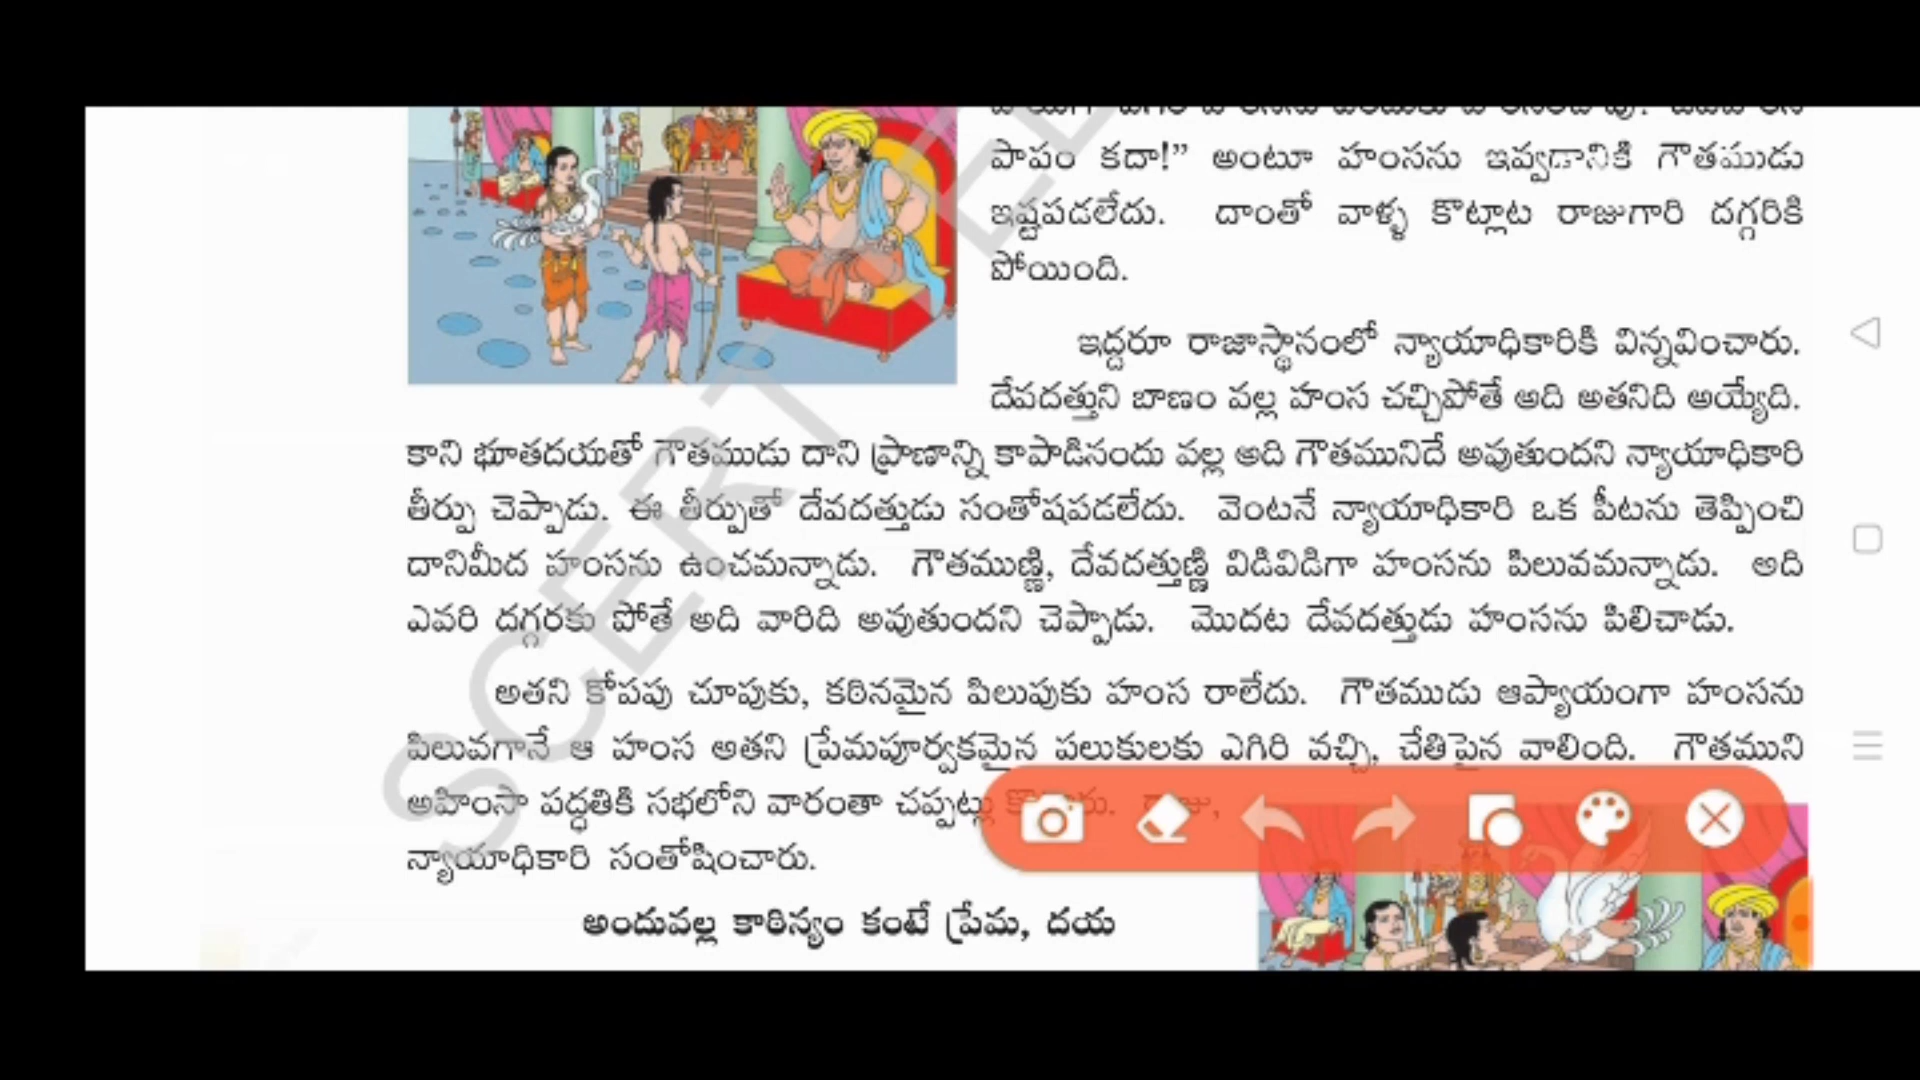 పాపం కదా!” అంటూ హంసను ఇవ్వడానికి గౌతముడు
ఇష్టపడలేదు. దాంతో వాళ్ళ కొట్లాట రాజుగారి దగ్గరికి
పోయింది.
ఇద్దరూ రాజాస్థానంలో న్యాయాధికారికి విన్నవించారు.
దేవదత్తుని బాణం వల్ల హంస చచ్చిపోతే అది అతనిది అయ్యేది.
కాని భూతదయతో గౌతముడు దాని ప్రాణాన్ని కాపాడినందు వల్ల అది గౌతమునిదే అవుతుందని న్యాయాధికారి
తీర్పు చెప్పాడు. ఈ తీర్పుతో దేవదత్తుడు సంతోషపడలేదు. వెంటనే న్యాయాధికారి ఒక పీటను తెప్పించి
దానిమీద హంసను ఉంచమన్నాడు. గౌతముణ్ణి, దేవదత్తుణ్ణి విడివిడిగా హంసను పిలువమన్నాడు. అది
ఎవరి దగ్గరకు పోతే అది వారిది అవుతుందని చెప్పాడు. మొదట దేవదత్తుడు హంసను పిలిచాడు.
అతని కోపపు చూపుకు, కఠినమైన పిలుపుకు హంస రాలేదు. గౌతముడు ఆప్యాయంగా హంసను
పిలువగానే ఆ హంస అతని ప్రేమపూర్వకమైన పలుకులకు ఎగిరి వచ్చి, చేతిపైన వాలింది. గౌతముని
అహింసా పద్ధతికి సభలోని వారంతా చప్పట్లు
న్యాయాధికారి సంతోషించారు.
అందువల్ల కాఠిన్యం కంటే ప్రేమ, దయ
SCERT